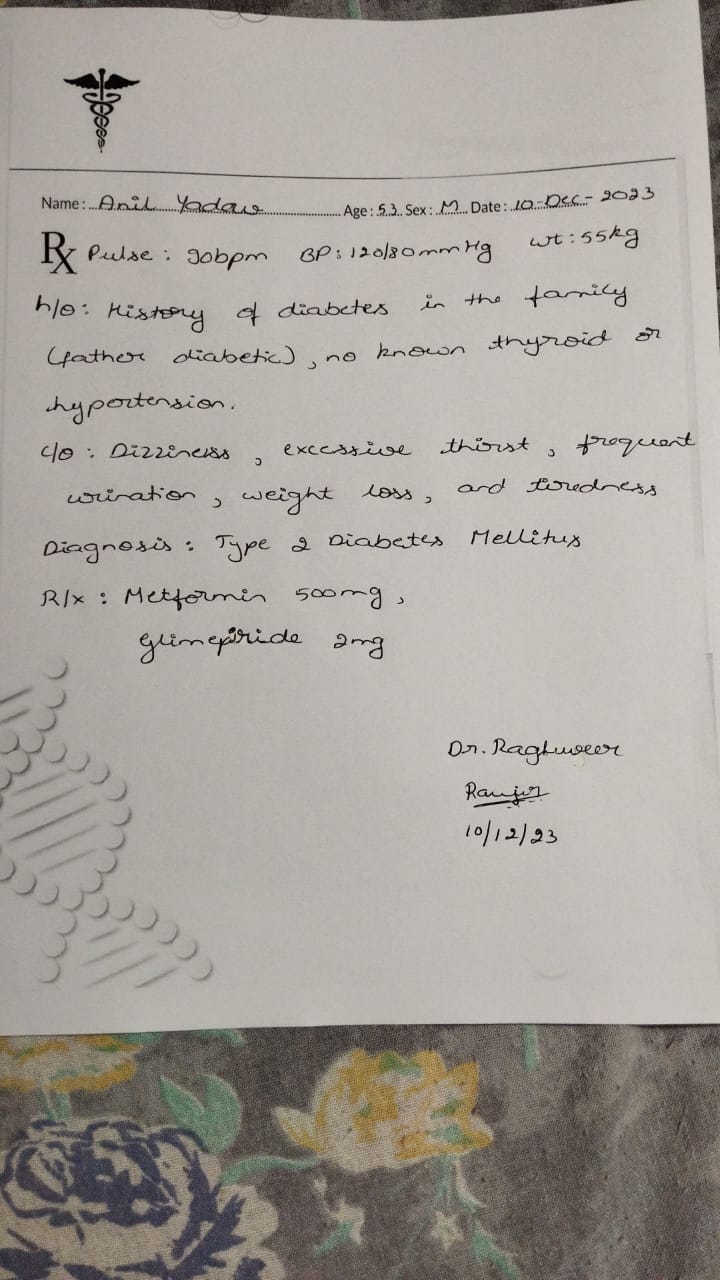 Name: Anil Yadav Age: 53 Sex: M Date: 10-Dec-2023
Rx Pulse: 90bpm BP: 120/80mmHg wt: 55kg
h/o: History of diabetes in the family
(father diabetic), no known thyroid or
hypertension.
c/o: Dizziness, excessive thirst, frequent
urination, weight loss, and tiredness
Diagnosis: Type 2 Diabetes Mellitus
R/x: Metformin 500mg,
Glimepiride 2mg
Dr. Raghuveer
10/12/23